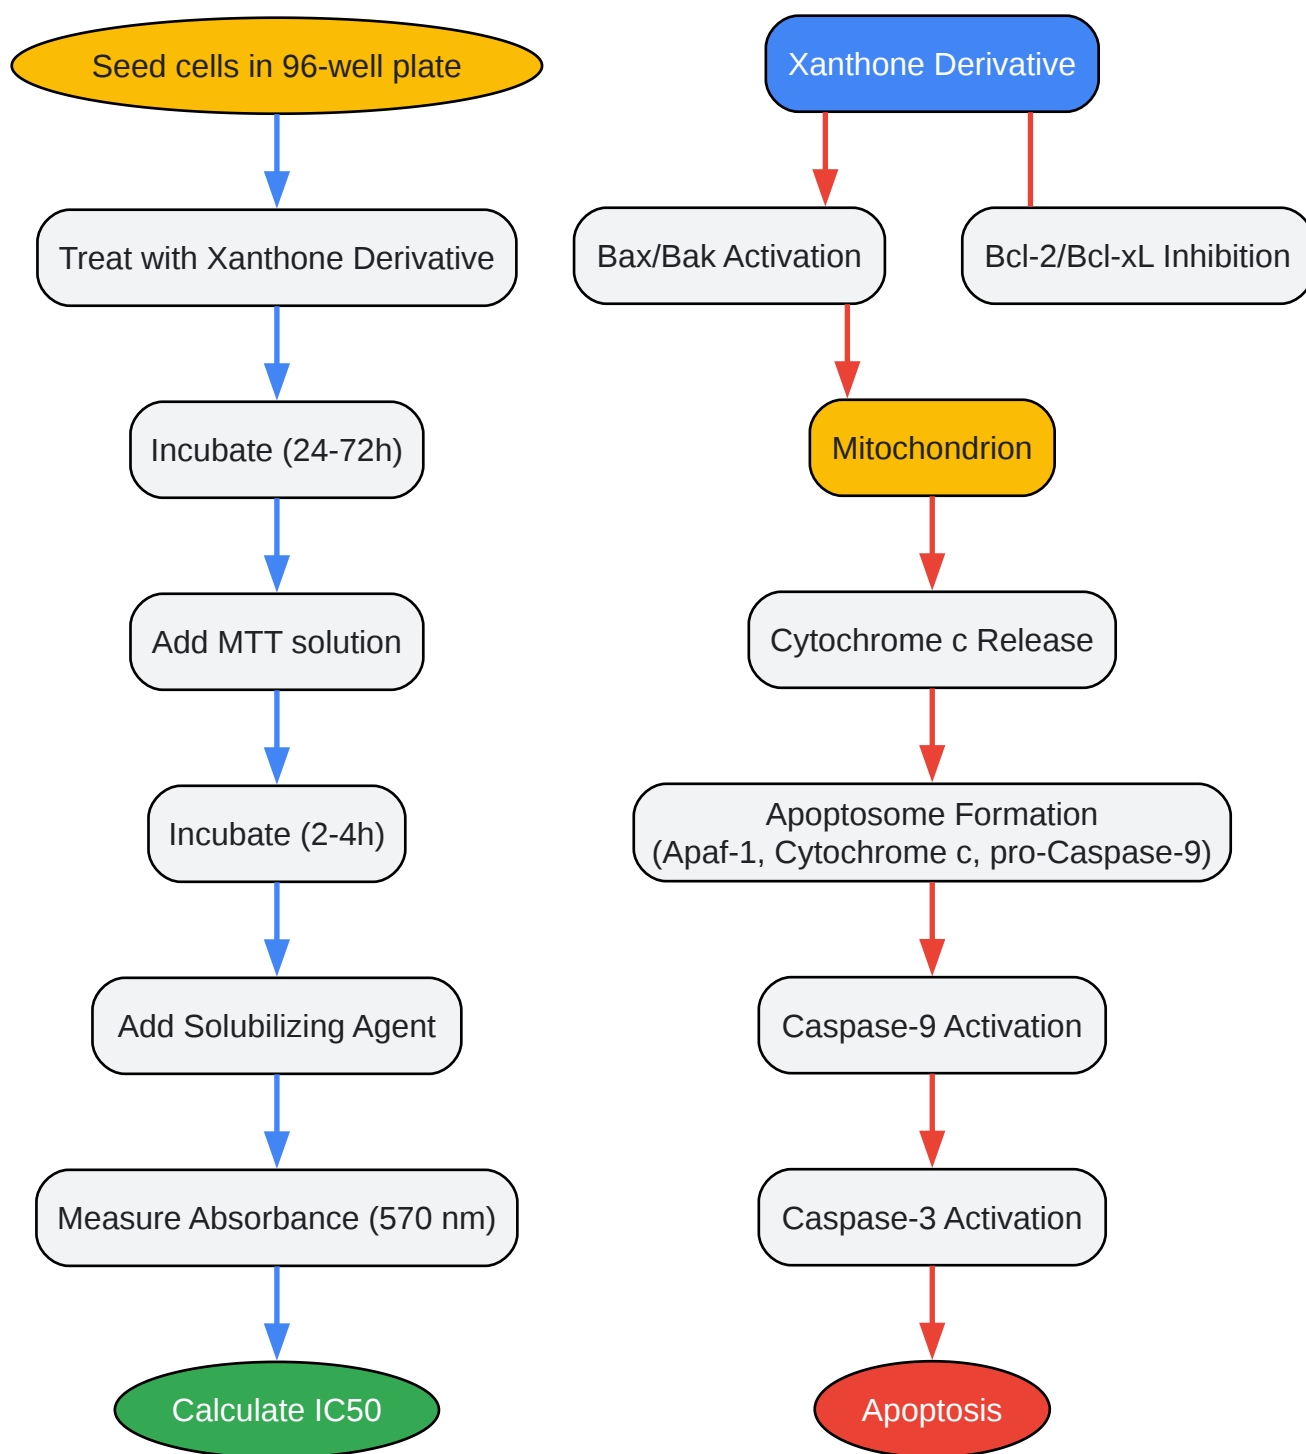 Seed cells in 96-well plate
Treat with Xanthone Derivative
Incubate (24-72h)
Add MTT solution
Incubate (2-4h)
Add Solubilizing Agent
Measure Absorbance (570 nm)
Calculate IC50
Xanthone Derivative
Bax/Bak Activation
Bcl-2/Bcl-xL Inhibition
Mitochondrion
Cytochrome c Release
Apoptosome Formation
(Apaf-1, Cytochrome c, pro-Caspase-9)
Caspase-9 Activation
Caspase-3 Activation
Apoptosis